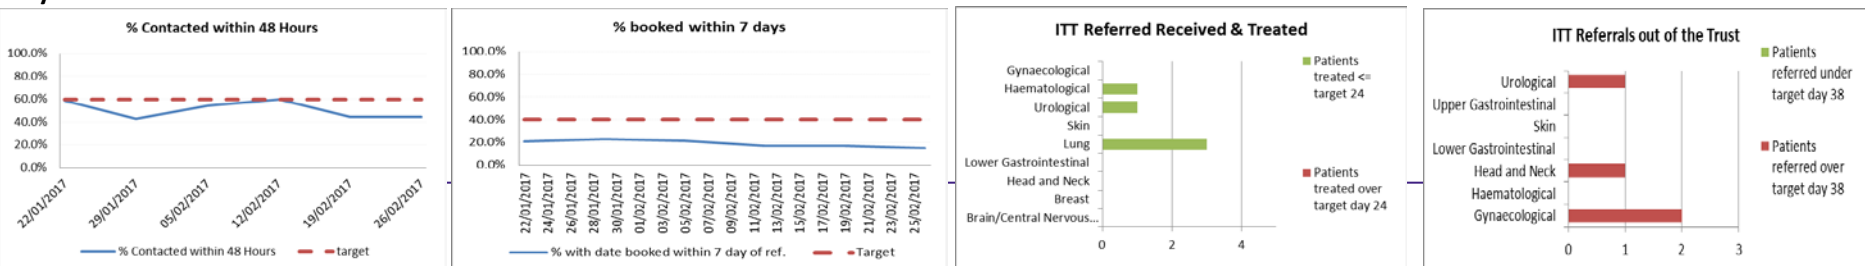 % Contacted within 48 Hours
100.0%
80.0%
60.0%
40.0%
20.0%
0.0%
22/01/2017
29/01/2017
05/02/2017
12/02/2017
19/02/2017
26/02/2017
% Contacted within 48 Hours
target
% booked within 7 days
100.0%
80.0%
60.0%
40.0%
20.0%
0.0%
22/01/2017
24/01/2017
26/01/2017
28/01/2017
30/01/2017
01/02/2017
03/02/2017
05/02/2017
07/02/2017
09/02/2017
11/02/2017
13/02/2017
15/02/2017
17/02/2017
19/02/2017
21/02/2017
23/02/2017
25/02/2017
% with date booked within 7 day of ref.
Target
ITT Referred Received & Treated
Gynaecological
Haematological
Urological
Skin
Lung
Lower Gastrointestinal
Head and Neck
Breast
Brain/Central Nervous...
0
2
4
Patients
treated <=
target 24
Patients
treated over
target day 24
ITT Referrals out of the Trust
Urological
Upper Gastrointestinal
Skin
Lower Gastrointestinal
Head and Neck
Haematological
Gynaecological
0
1
2
3
Patients
referred under
target day 38
Patients
referred over
target day 38